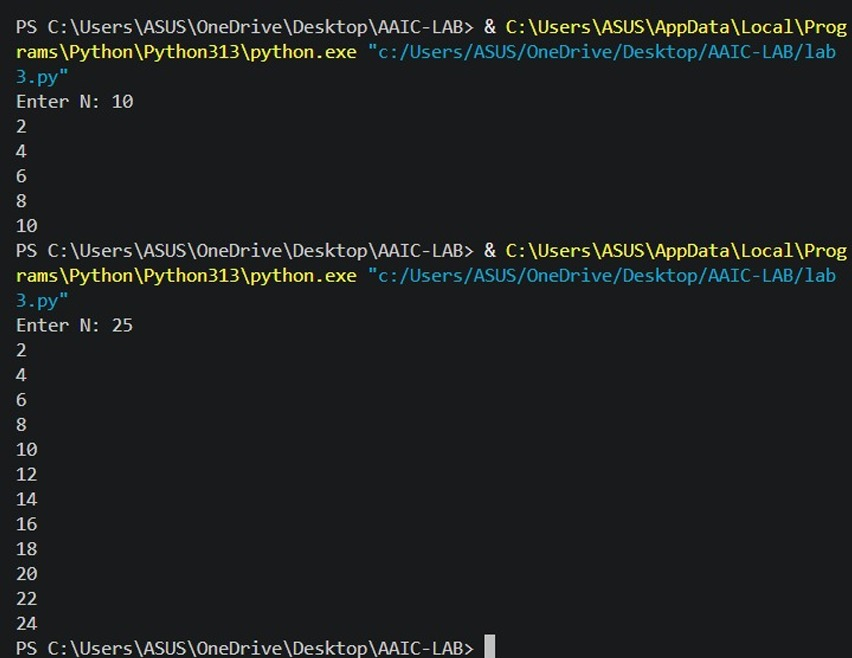 PS C:\Users\ASUS\OneDrive\Desktop\AAIC-LAB> & C:\Users\ASUS\AppData\Local\Prog
rams\Python\Python313\python.exe "c:/Users/ASUS/OneDrive/Desktop/AAIC-LAB/lab
3.py"
Enter N: 10
2
4
6
8
10
PS C:\Users\ASUS\OneDrive\Desktop\AAIC-LAB> & C:\Users\ASUS\AppData\Local\Prog
rams\Python\Python313\python.exe "c:/Users/ASUS/OneDrive/Desktop/AAIC-LAB/lab
3.py"
Enter N: 25
2
4
6
8
10
12
14
16
18
20
22
24
PS C:\Users\ASUS\OneDrive\Desktop\AAIC-LAB>